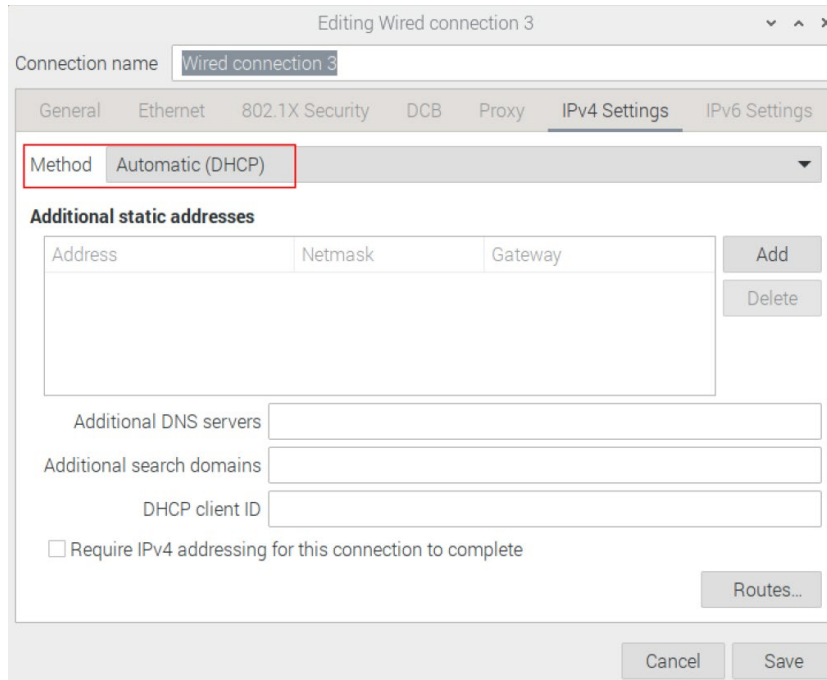 Editing Wired connection 3
Connection name Wired connection 3
General Ethernet 802.1X Security DCB Proxy IPv4 Settings IPv6 Settings
Method Automatic (DHCP)
Additional static addresses
Address Netmask Gateway Add
Delete
Additional DNS servers
Additional search domains
DHCP client ID
Require IPv4 addressing for this connection to complete
Routes...
Cancel Save